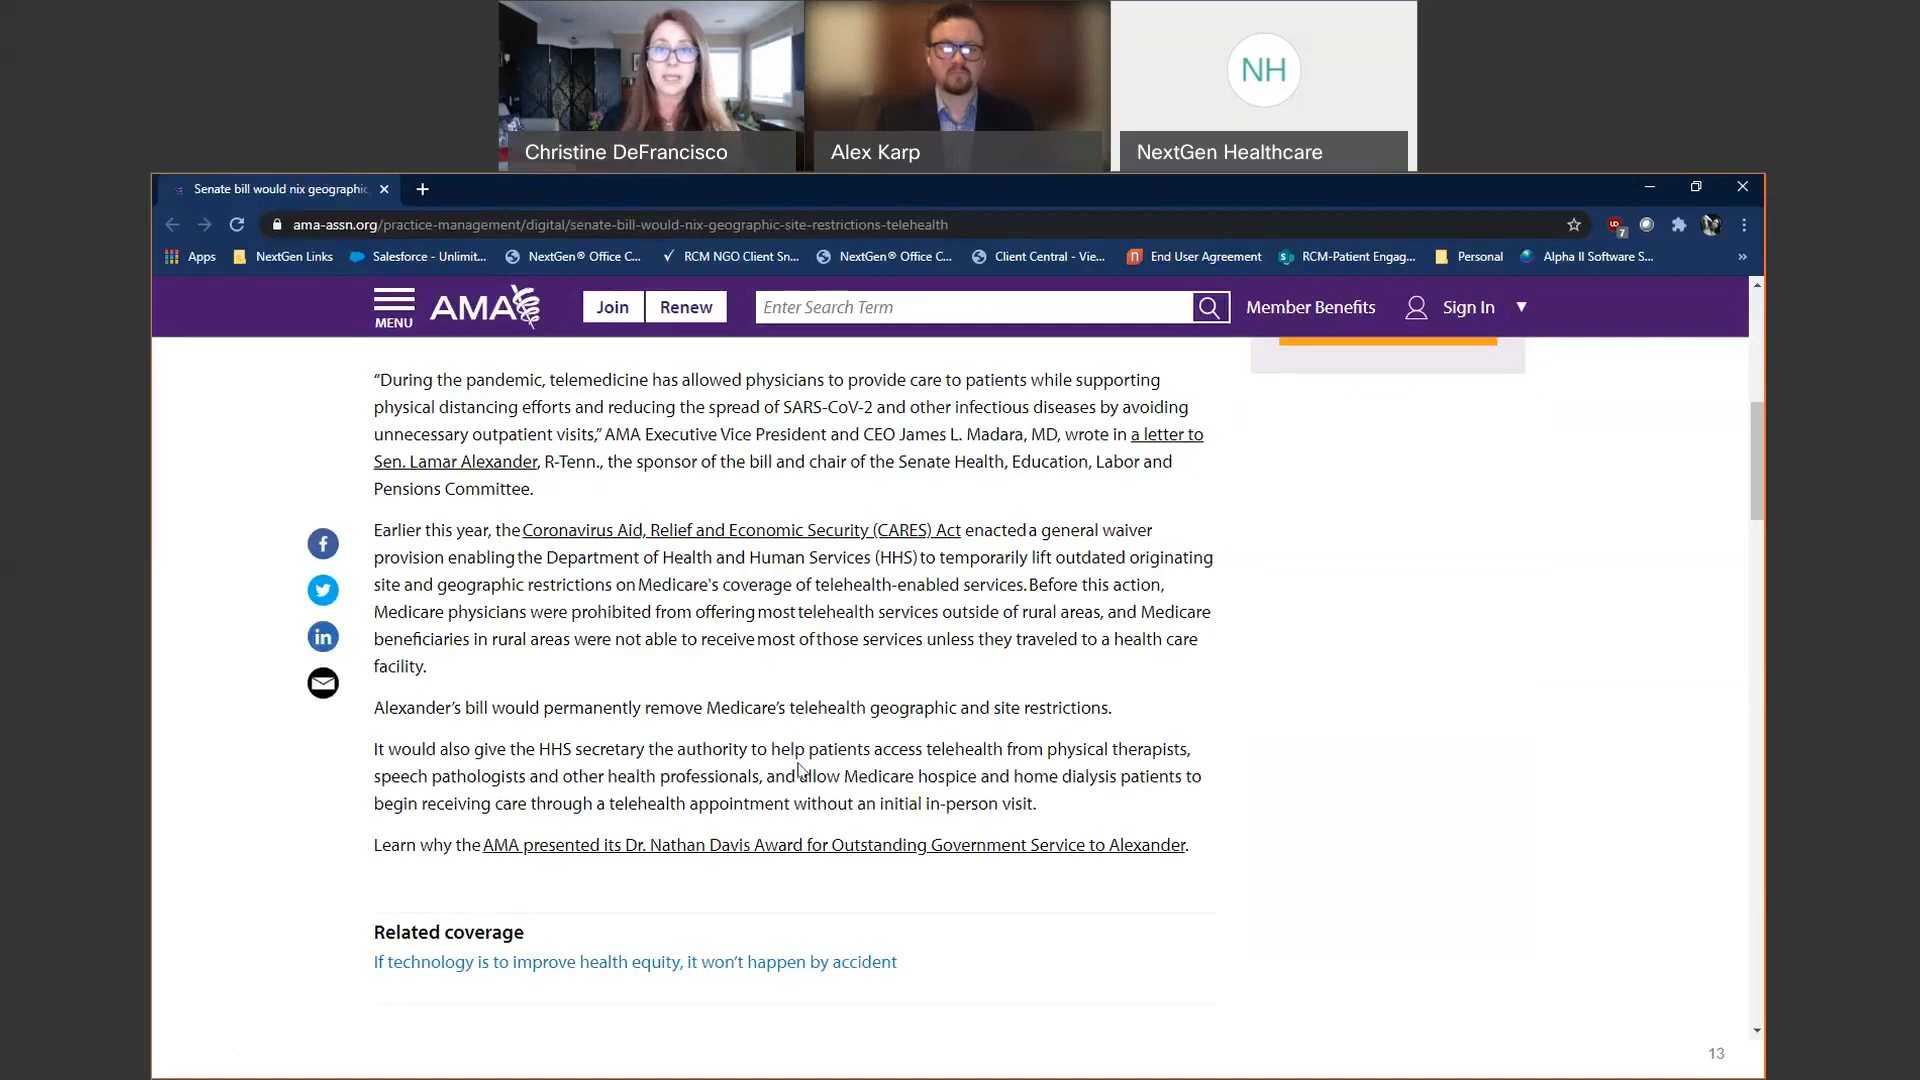 NH
Christine DeFrancisco
Alex Karp
NextGen Healthcare
Senate bill would nix geographic
ama-assn.org/practice-management/digital/senate-bill-would-nix-geographic-site-restrictions-telehealth
7
Apps NextGen Links Salesforce - Unlimit... NextGen® Office C... RCM NGO Client Sn... NextGen® Office C... Client Central - Vie... End User Agreement RCM-Patient Engag... Personal Alpha II Software S... »
MENU AMA Join Renew Enter Search Term Member Benefits Sign In
“During the pandemic, telemedicine has allowed physicians to provide care to patients while supporting
physical distancing efforts and reducing the spread of SARS-CoV-2 and other infectious diseases by avoiding
unnecessary outpatient visits,” AMA Executive Vice President and CEO James L. Madara, MD, wrote in a letter to
Sen. Lamar Alexander, R-Tenn., the sponsor of the bill and chair of the Senate Health, Education, Labor and
Pensions Committee.
Earlier this year, the Coronavirus Aid, Relief and Economic Security (CARES) Act enacted a general waiver
provision enabling the Department of Health and Human Services (HHS) to temporarily lift outdated originating
site and geographic restrictions on Medicare's coverage of telehealth-enabled services. Before this action,
Medicare physicians were prohibited from offering most telehealth services outside of rural areas, and Medicare
beneficiaries in rural areas were not able to receive most of those services unless they traveled to a health care
facility.
Alexander’s bill would permanently remove Medicare’s telehealth geographic and site restrictions.
It would also give the HHS secretary the authority to help patients access telehealth from physical therapists,
speech pathologists and other health professionals, and allow Medicare hospice and home dialysis patients to
begin receiving care through a telehealth appointment without an initial in-person visit.
Learn why the AMA presented its Dr. Nathan Davis Award for Outstanding Government Service to Alexander.
Related coverage
If technology is to improve health equity, it won’t happen by accident
13